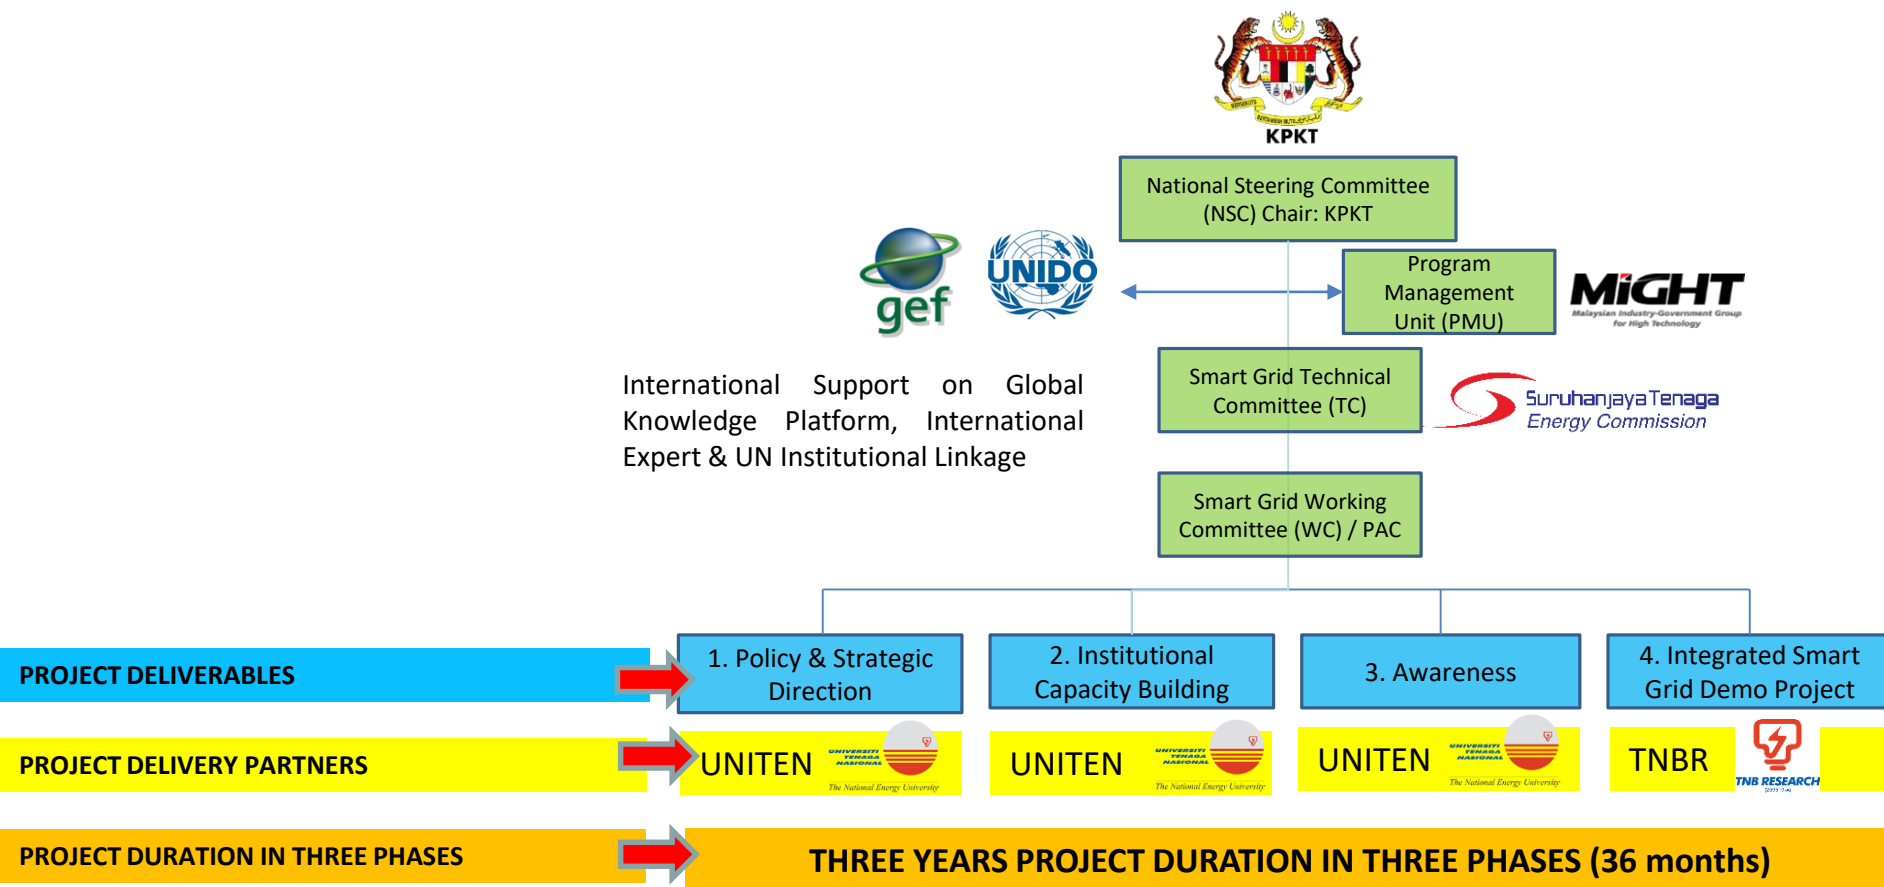 KPKT
National Steering Committee
(NSC) Chair: KPKT
gef
UNIDO
Program
Management
Unit (PMU)
MiGHT
Malaysian Industry-Government Group
for High Technology
International Support on Global
Knowledge Platform, International
Expert & UN Institutional Linkage
Smart Grid Technical
Committee (TC)
Suruhanjaya Tenaga
Energy Commission
Smart Grid Working
Committee (WC) / PAC
PROJECT DELIVERABLES
1. Policy & Strategic
Direction
2. Institutional
Capacity Building
3. Awareness
4. Integrated Smart
Grid Demo Project
PROJECT DELIVERY PARTNERS
UNITEN
UNIVERSITI
TENAGA
NASIONAL
The National Energy University
UNITEN
UNIVERSITI
TENAGA
NASIONAL
The National Energy University
UNITEN
UNIVERSITI
TENAGA
NASIONAL
The National Energy University
TNBR
TNB RESEARCH
PROJECT DURATION IN THREE PHASES
THREE YEARS PROJECT DURATION IN THREE PHASES (36 months)